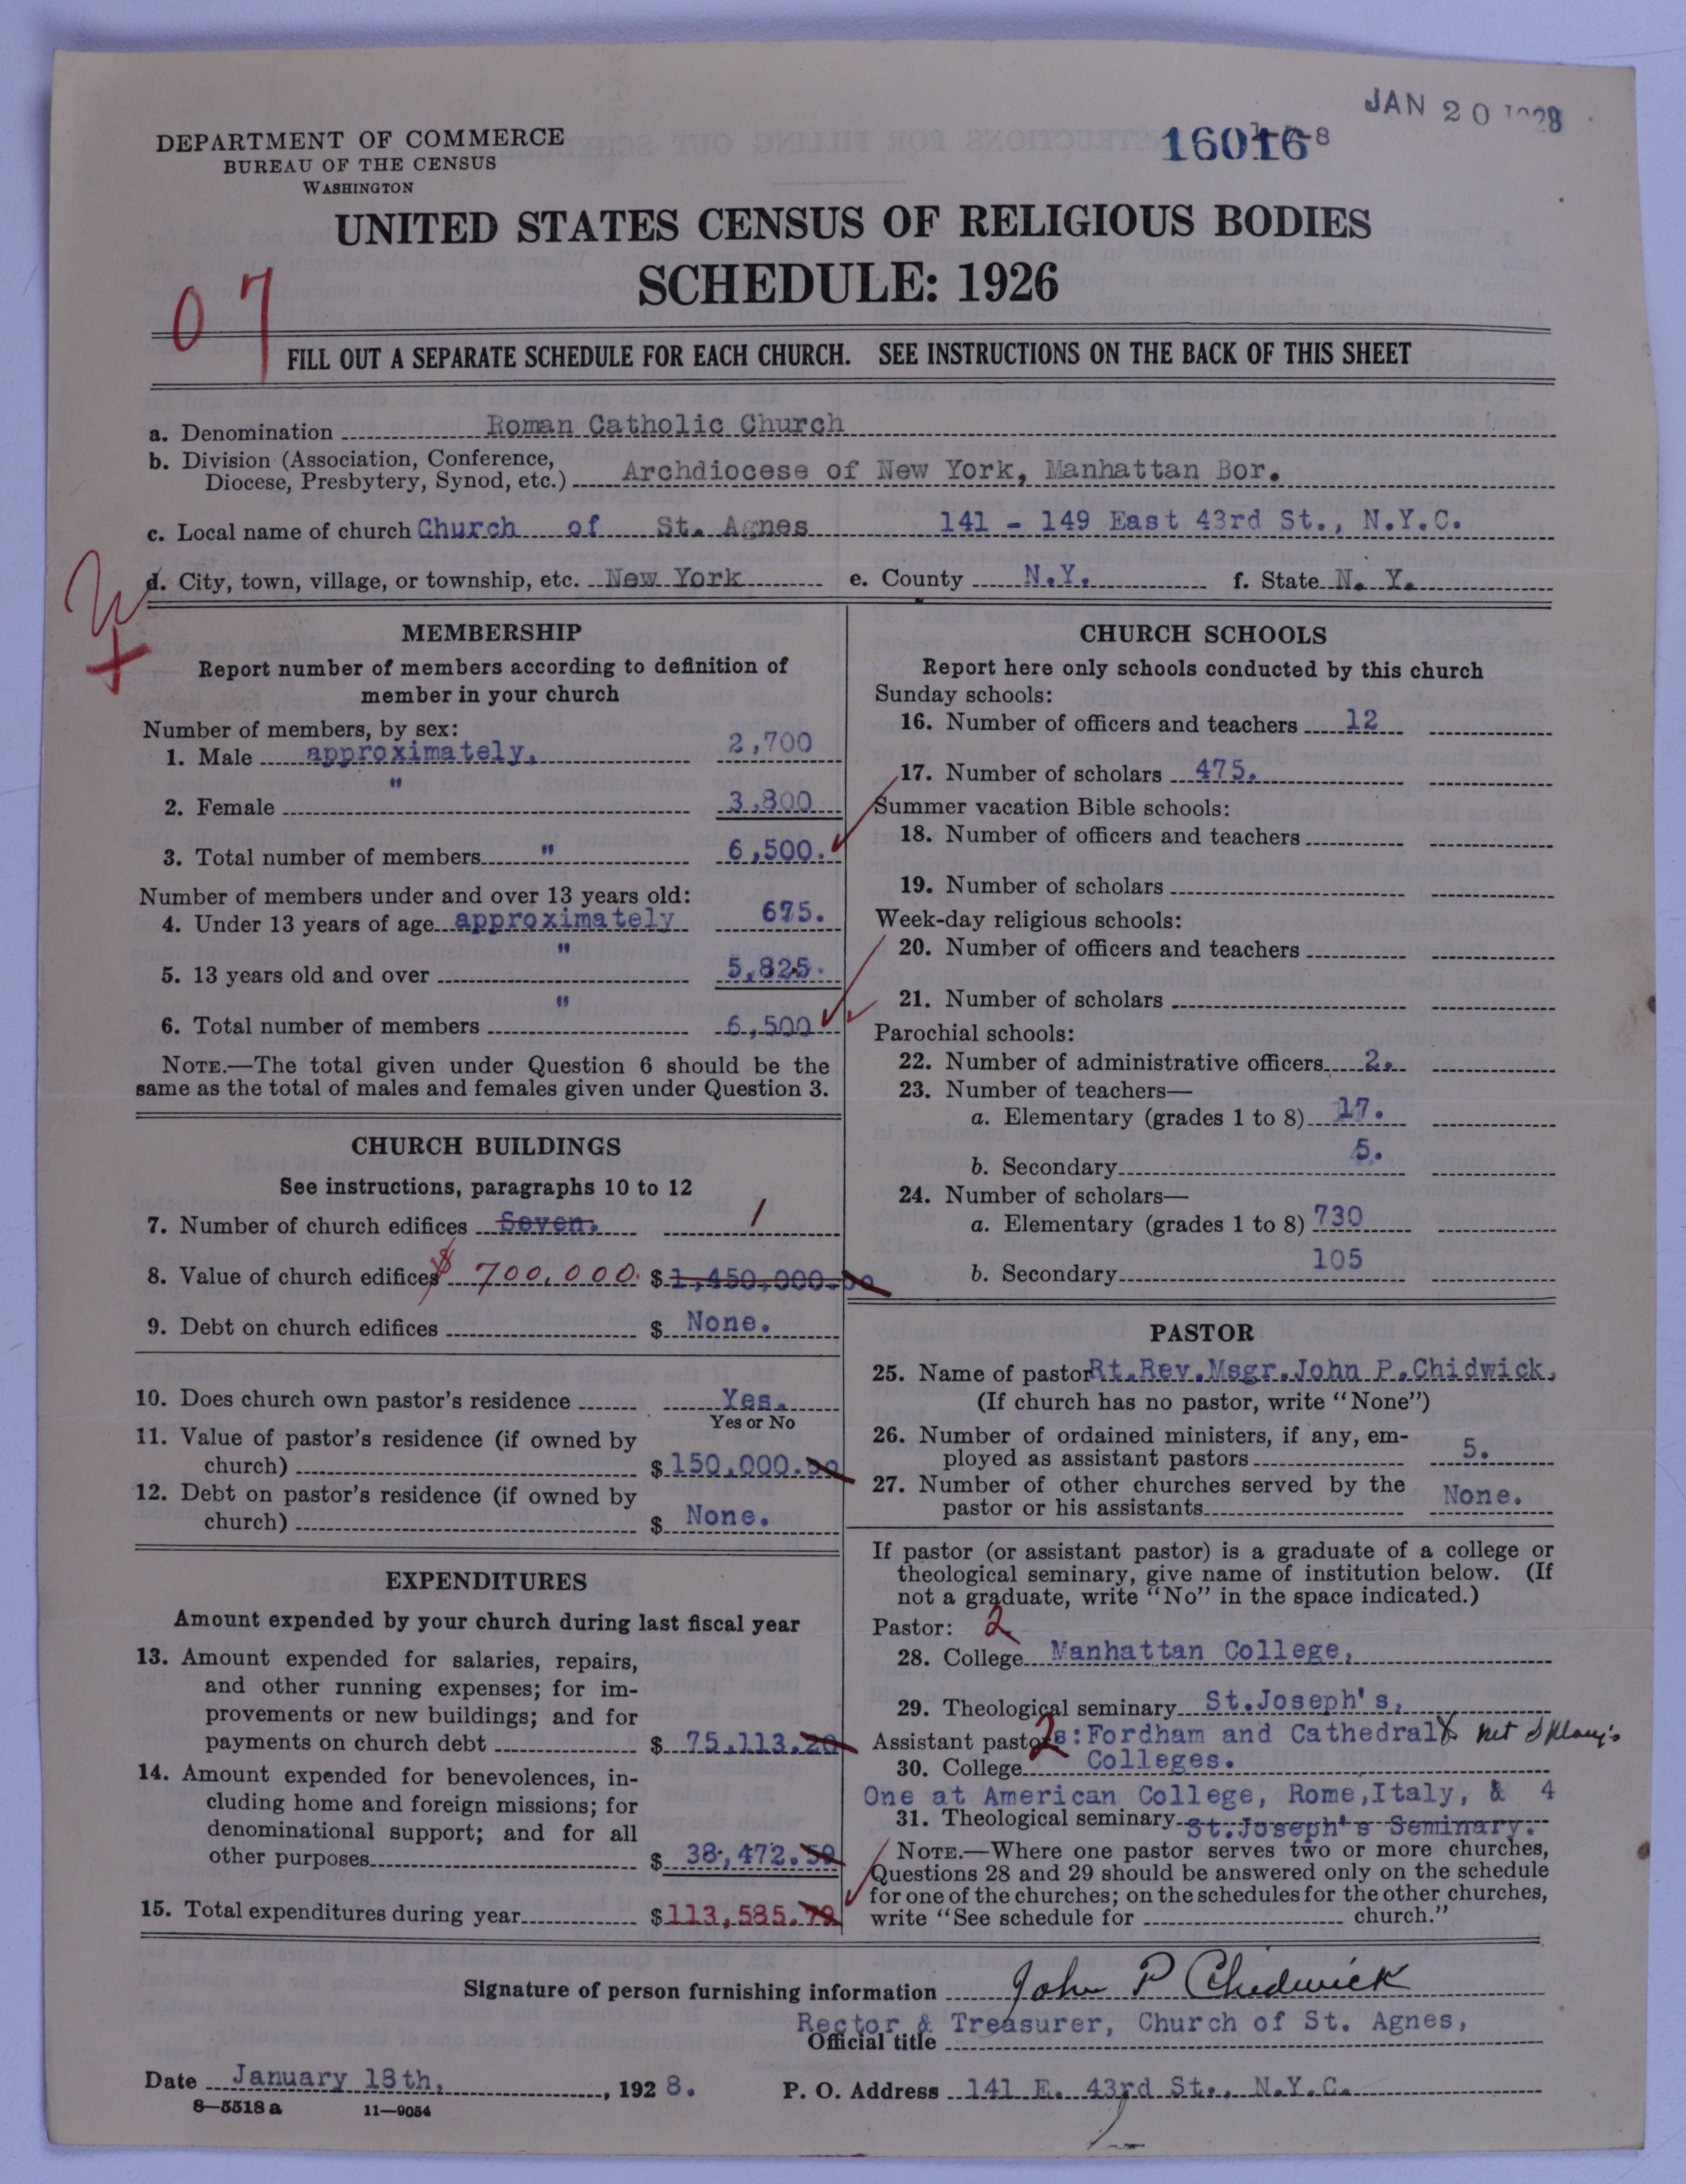 JAN 20 1928
160168
DEPARTMENT OF COMMERCE
BUREAU OF THE CENSUS
WASHINGTON
UNITED STATES CENSUS OF RELIGIOUS BODIES
SCHEDULE: 1926
07
FILL OUT A SEPARATE SCHEDULE FOR EACH CHURCH. SEE INSTRUCTIONS ON THE BACK OF THIS SHEET
a. Denomination Roman Catholic Church
b. Division (Association, Conference, Diocese, Presbytery, Synod, etc.) Archdiocese of New York, Manhattan Bor.
c. Local name of church Church of St. Agnes 141 - 149 East 43rd St., N.Y.C.
d. City, town, village, or township, etc. New York e. County N.Y. f. State N. Y.
MEMBERSHIP
Report number of members according to definition of
member in your church
Number of members, by sex:
1. Male approximately. 2,700
2. Female " 3,800
3. Total number of members " 6,500.
Number of members under and over 13 years old:
4. Under 13 years of age approximately 675.
5. 13 years old and over " 5,825.
6. Total number of members " 6,500
NOTE.—The total given under Question 6 should be the
same as the total of males and females given under Question 3.
CHURCH BUILDINGS
See instructions, paragraphs 10 to 12
7. Number of church edifices Seven. 1
8. Value of church edifices $ 700,000. $ 1,450,000.00
9. Debt on church edifices $ None.
10. Does church own pastor's residence Yes.
Yes or No
11. Value of pastor's residence (if owned by
church) $ 150,000.00
12. Debt on pastor's residence (if owned by
church) $ None.
EXPENDITURES
Amount expended by your church during last fiscal year
13. Amount expended for salaries, repairs,
and other running expenses; for im-
provements or new buildings; and for
payments on church debt $ 75,113.20
14. Amount expended for benevolences, in-
cluding home and foreign missions; for
denominational support; and for all
other purposes $ 38,472.59
15. Total expenditures during year $ 113,585.79
CHURCH SCHOOLS
Report here only schools conducted by this church
Sunday schools:
16. Number of officers and teachers 12
17. Number of scholars 475.
Summer vacation Bible schools:
18. Number of officers and teachers
19. Number of scholars
Week-day religious schools:
20. Number of officers and teachers
21. Number of scholars
Parochial schools:
22. Number of administrative officers 2.
23. Number of teachers—
a. Elementary (grades 1 to 8) 17.
b. Secondary 5.
24. Number of scholars—
a. Elementary (grades 1 to 8) 730
b. Secondary 105
PASTOR
25. Name of pastor Rt.Rev.Msgr.John P.Chidwick,
(If church has no pastor, write "None")
26. Number of ordained ministers, if any, em-
ployed as assistant pastors 5.
27. Number of other churches served by the
pastor or his assistants None.
If pastor (or assistant pastor) is a graduate of a college or
theological seminary, give name of institution below. (If
not a graduate, write "No" in the space indicated.)
Pastor: 2
28. College Manhattan College,
29. Theological seminary St.Joseph's,
Assistant pastors: 2 Fordham and Cathedral
30. College Colleges.
One at American College, Rome,Italy, & 4
31. Theological seminary St.Joseph's Seminary.
NOTE.—Where one pastor serves two or more churches,
Questions 28 and 29 should be answered only on the schedule
for one of the churches; on the schedules for the other churches,
write "See schedule for church."
Signature of person furnishing information John P Chidwick
Official title Rector & Treasurer, Church of St. Agnes,
Date January 18th, 1928. P. O. Address 141 E. 43rd St., N.Y.C.
8—5518 a 11—9054